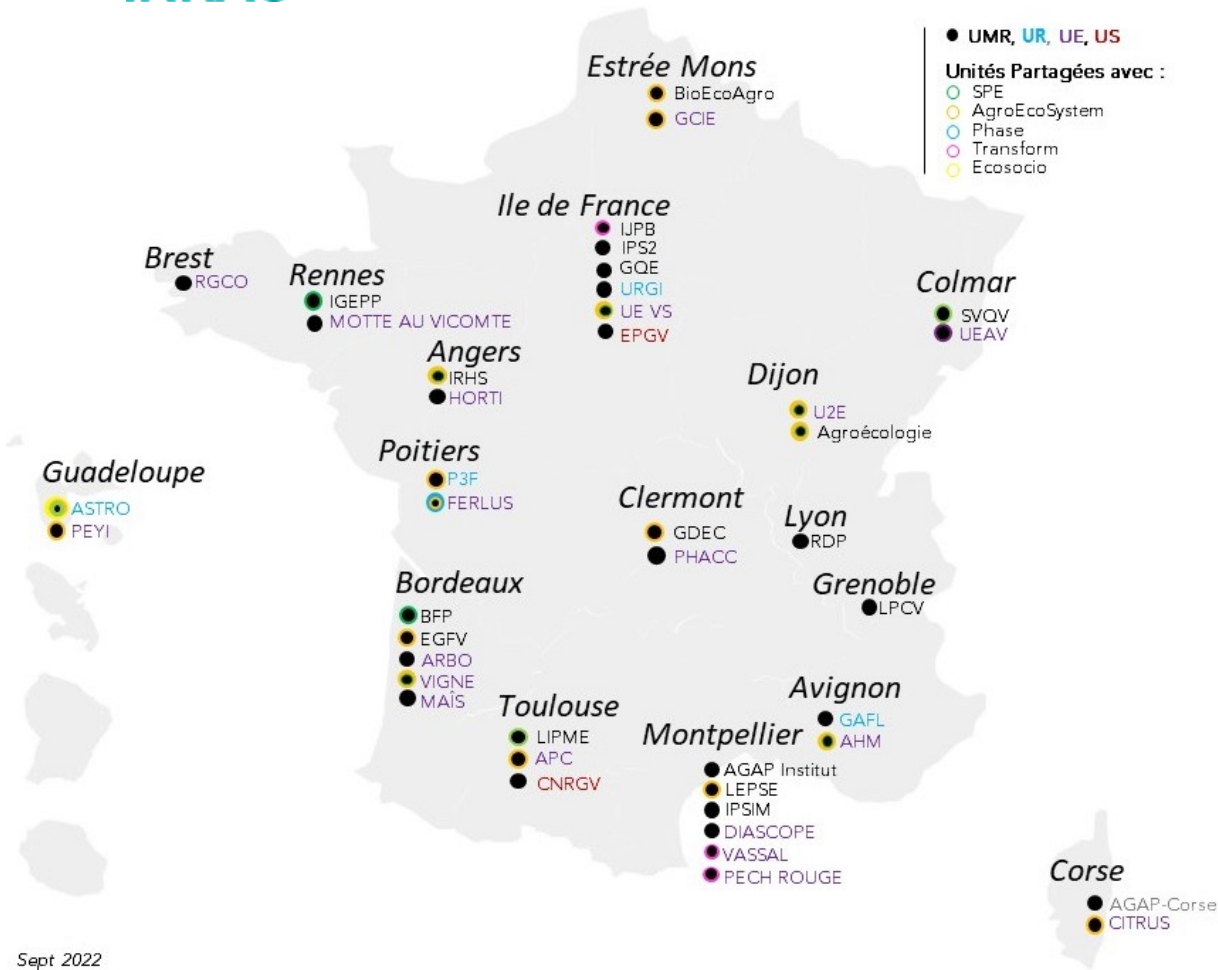 ● UMR, UR, UE, US
Unités Partagées avec :
SPE
AgroEcoSystem
Phase
Transform
Ecosocio
Estrée Mons
BioEcoAgro
GCIE
Ile de France
IJPB
IPS2
GQE
URGI
UE VS
EPGV
Brest
RGCO
Rennes
IGEPP
MOTTE AU VICOMTE
Colmar
SVQV
UEAV
Angers
IRHS
HORTI
Dijon
U2E
Agroécologie
Poitiers
P3F
FERLUS
Guadeloupe
ASTRO
PEYI
Clermont
GDEC
PHACC
Lyon
RDP
Grenoble
LPCV
Bordeaux
BFP
EGFV
ARBO
VIGNE
MAÎS
Toulouse
LIPME
APC
CNRGV
Avignon
GAFL
AHM
Montpellier
AGAP Institut
LEPSE
IPSIM
DIASCOPE
VASSAL
PECH ROUGE
Corse
AGAP-Corse
CITRUS
Sept 2022